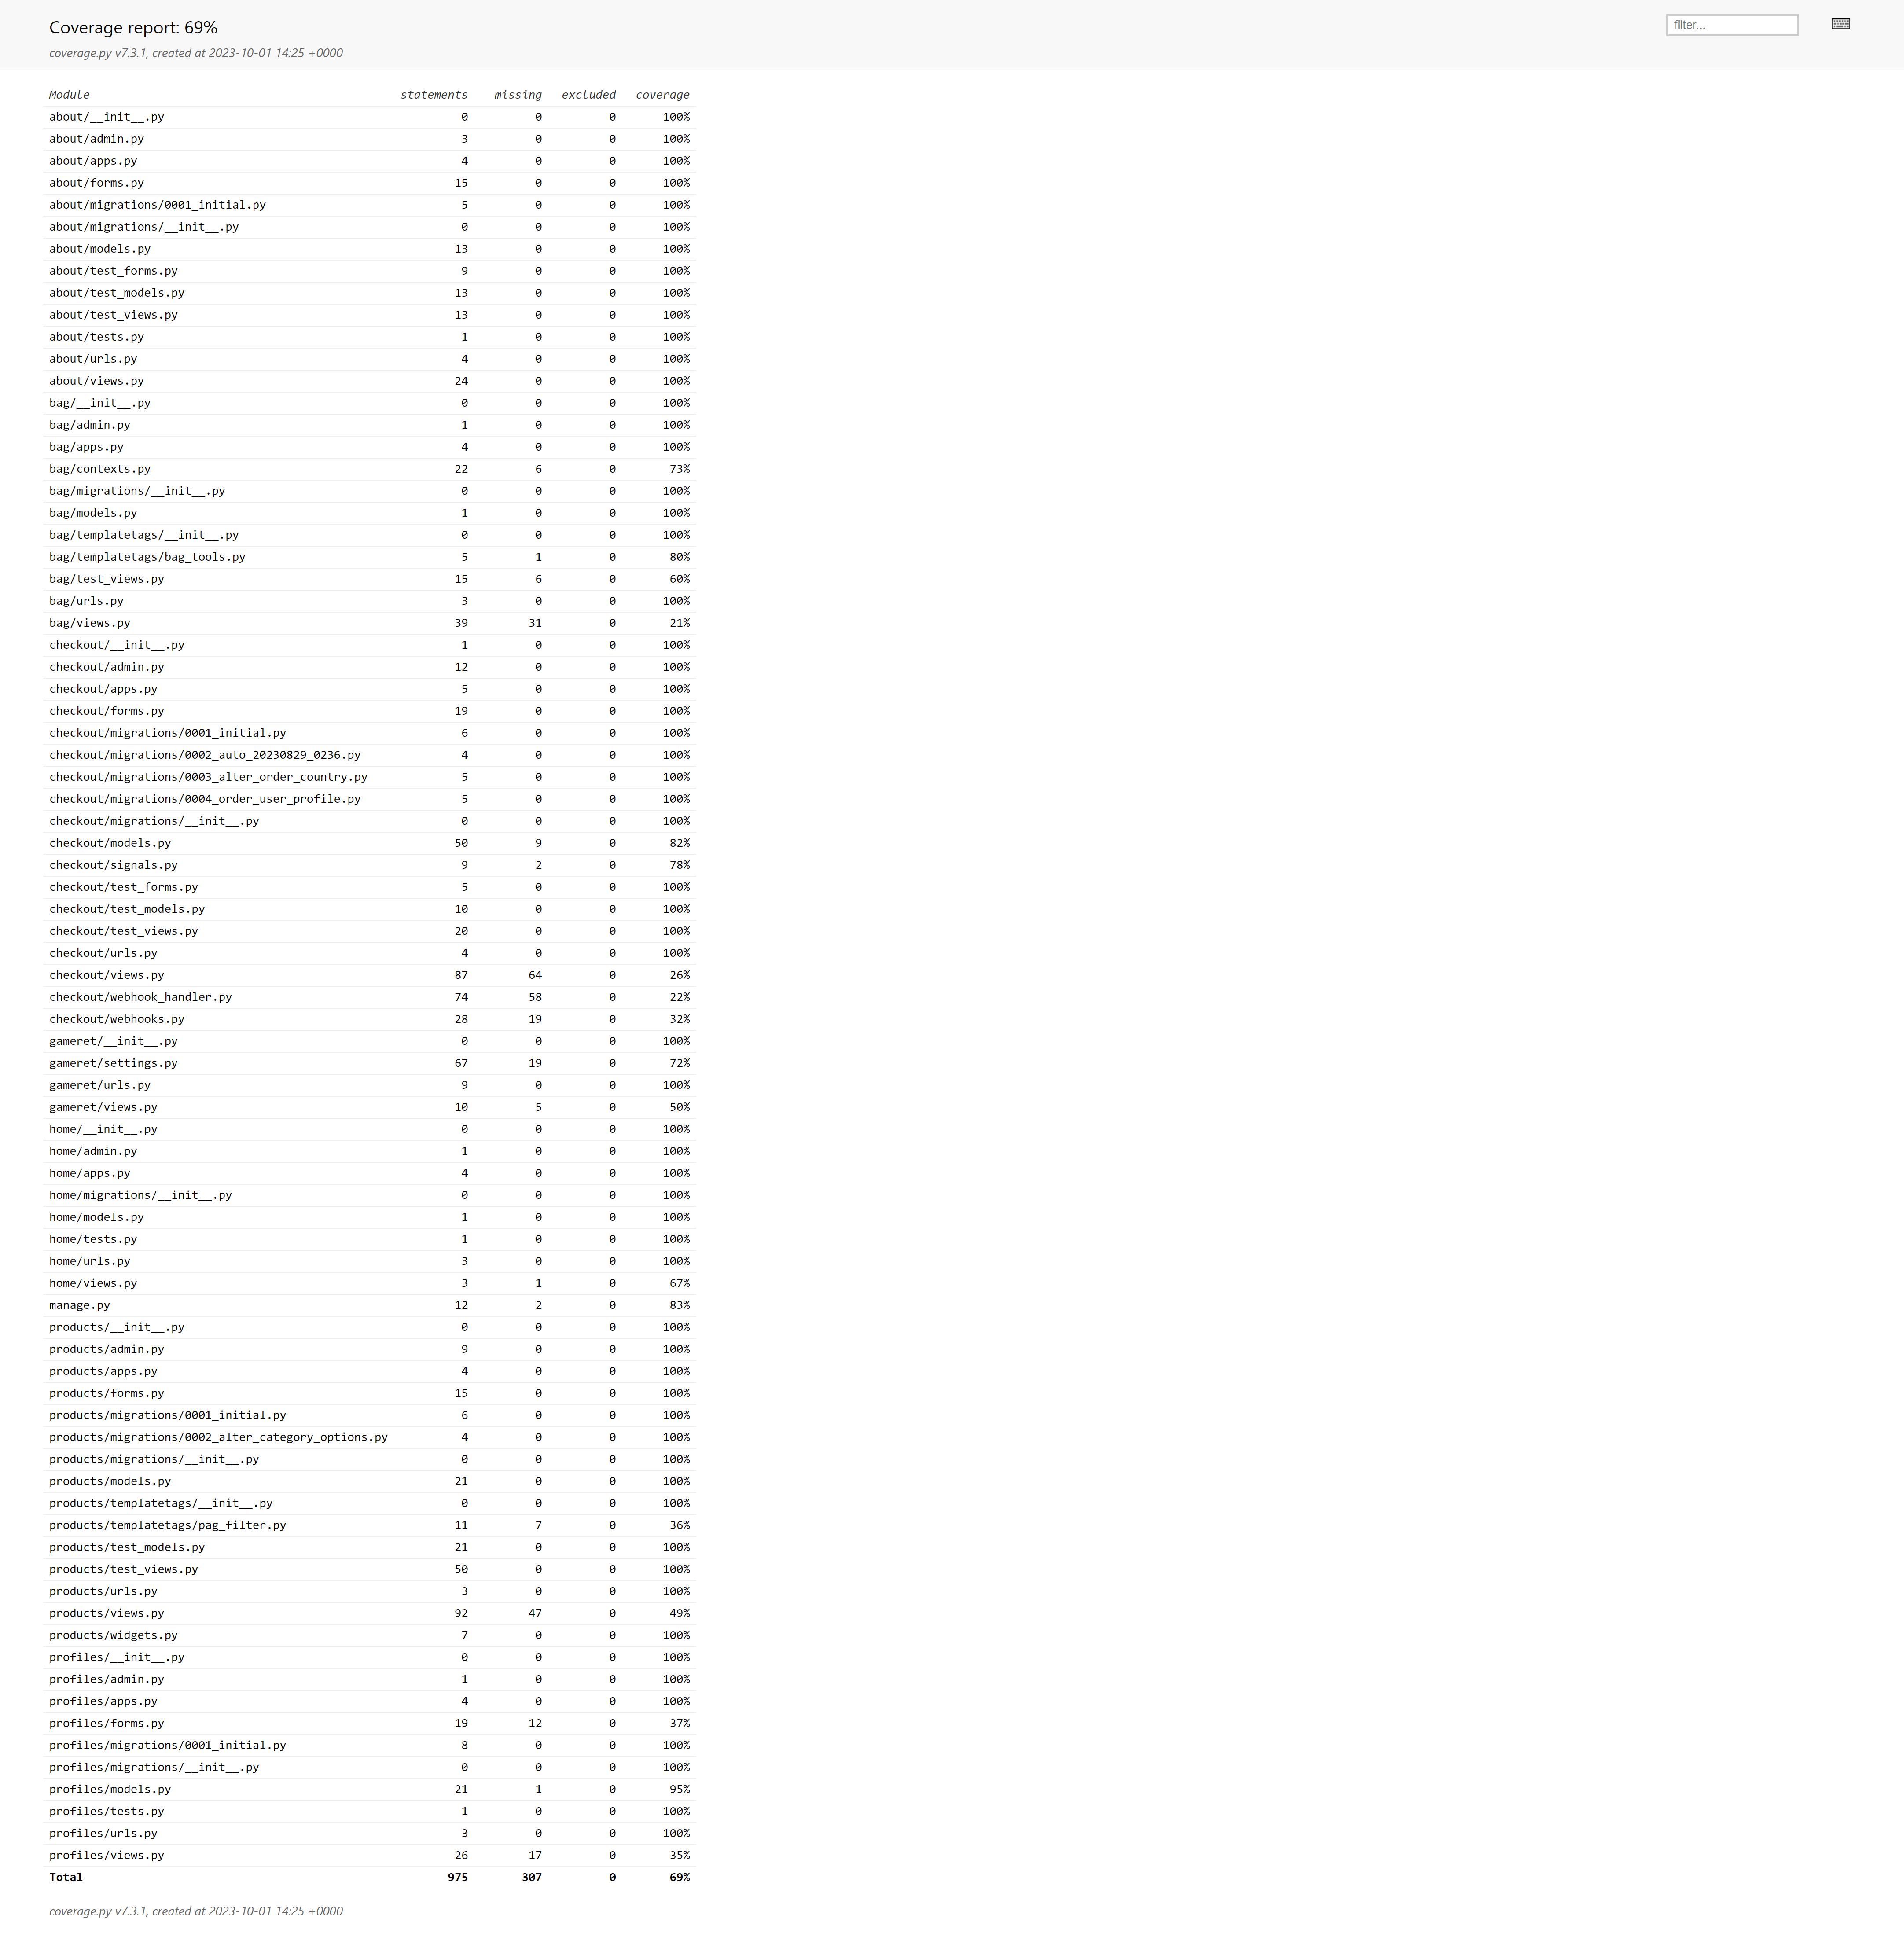 Coverage report: 69%
filter...
coverage.py v7.3.1, created at 2023-10-01 14:25 +0000
Module statements missing excluded coverage
about/__init__.py 0 0 0 100%
about/admin.py 3 0 0 100%
about/apps.py 4 0 0 100%
about/forms.py 15 0 0 100%
about/migrations/0001_initial.py 5 0 0 100%
about/migrations/__init__.py 0 0 0 100%
about/models.py 13 0 0 100%
about/test_forms.py 9 0 0 100%
about/test_models.py 13 0 0 100%
about/test_views.py 13 0 0 100%
about/tests.py 1 0 0 100%
about/urls.py 4 0 0 100%
about/views.py 24 0 0 100%
bag/__init__.py 0 0 0 100%
bag/admin.py 1 0 0 100%
bag/apps.py 4 0 0 100%
bag/contexts.py 22 6 0 73%
bag/migrations/__init__.py 0 0 0 100%
bag/models.py 1 0 0 100%
bag/templatetags/__init__.py 0 0 0 100%
bag/templatetags/bag_tools.py 5 1 0 80%
bag/test_views.py 15 6 0 60%
bag/urls.py 3 0 0 100%
bag/views.py 39 31 0 21%
checkout/__init__.py 1 0 0 100%
checkout/admin.py 12 0 0 100%
checkout/apps.py 5 0 0 100%
checkout/forms.py 19 0 0 100%
checkout/migrations/0001_initial.py 6 0 0 100%
checkout/migrations/0002_auto_20230829_0236.py 4 0 0 100%
checkout/migrations/0003_alter_order_country.py 5 0 0 100%
checkout/migrations/0004_order_user_profile.py 5 0 0 100%
checkout/migrations/__init__.py 0 0 0 100%
checkout/models.py 50 9 0 82%
checkout/signals.py 9 2 0 78%
checkout/test_forms.py 5 0 0 100%
checkout/test_models.py 10 0 0 100%
checkout/test_views.py 20 0 0 100%
checkout/urls.py 4 0 0 100%
checkout/views.py 87 64 0 26%
checkout/webhook_handler.py 74 58 0 22%
checkout/webhooks.py 28 19 0 32%
gameret/__init__.py 0 0 0 100%
gameret/settings.py 67 19 0 72%
gameret/urls.py 9 0 0 100%
gameret/views.py 10 5 0 50%
home/__init__.py 0 0 0 100%
home/admin.py 1 0 0 100%
home/apps.py 4 0 0 100%
home/migrations/__init__.py 0 0 0 100%
home/models.py 1 0 0 100%
home/tests.py 1 0 0 100%
home/urls.py 3 0 0 100%
home/views.py 3 1 0 67%
manage.py 12 2 0 83%
products/__init__.py 0 0 0 100%
products/admin.py 9 0 0 100%
products/apps.py 4 0 0 100%
products/forms.py 15 0 0 100%
products/migrations/0001_initial.py 6 0 0 100%
products/migrations/0002_alter_category_options.py 4 0 0 100%
products/migrations/__init__.py 0 0 0 100%
products/models.py 21 0 0 100%
products/templatetags/__init__.py 0 0 0 100%
products/templatetags/pag_filter.py 11 7 0 36%
products/test_models.py 21 0 0 100%
products/test_views.py 50 0 0 100%
products/urls.py 3 0 0 100%
products/views.py 92 47 0 49%
products/widgets.py 7 0 0 100%
profiles/__init__.py 0 0 0 100%
profiles/admin.py 1 0 0 100%
profiles/apps.py 4 0 0 100%
profiles/forms.py 19 12 0 37%
profiles/migrations/0001_initial.py 8 0 0 100%
profiles/migrations/__init__.py 0 0 0 100%
profiles/models.py 21 1 0 95%
profiles/tests.py 1 0 0 100%
profiles/urls.py 3 0 0 100%
profiles/views.py 26 17 0 35%
Total 975 307 0 69%
coverage.py v7.3.1, created at 2023-10-01 14:25 +0000